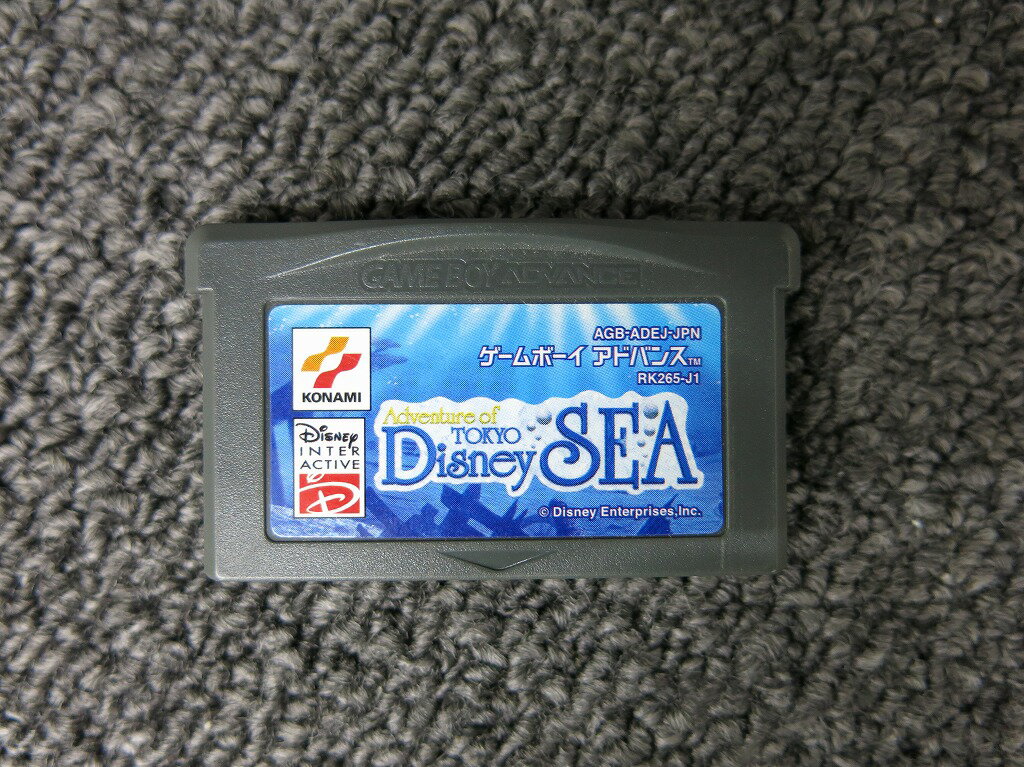 GAME BOY ADVANCE
AGB-ADEJ-JPN
ゲームボーイ アドバンス™
RK265-J1
KONAMI
Disney
INTER
ACTIVE
D
Adventure of
TOKYO
Disney SEA
© Disney Enterprises,Inc.